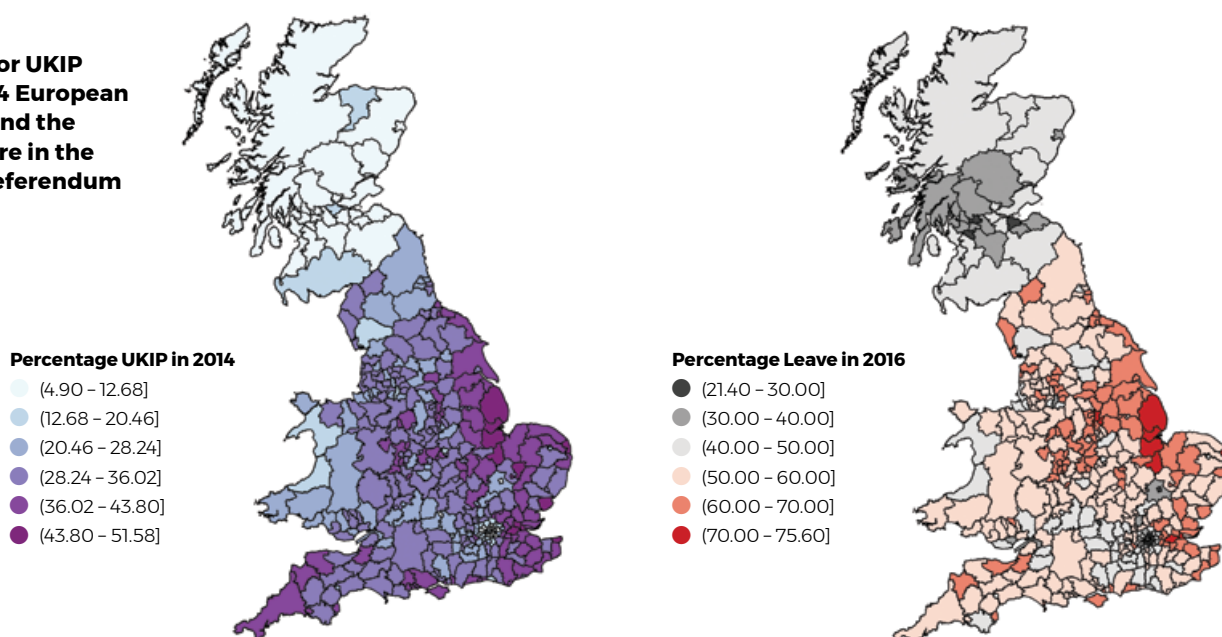 or UKIP
4 European
nd the
re in the
eferendum
Percentage UKIP in 2014
(4.90 – 12.68]
(12.68 – 20.46]
(20.46 – 28.24]
(28.24 – 36.02]
(36.02 – 43.80]
(43.80 – 51.58]
Percentage Leave in 2016
(21.40 – 30.00]
(30.00 – 40.00]
(40.00 – 50.00]
(50.00 – 60.00]
(60.00 – 70.00]
(70.00 – 75.60]